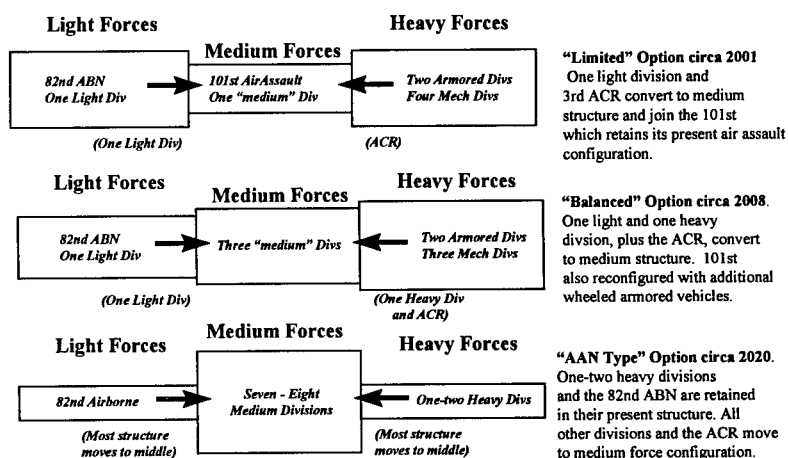 Light Forces
Medium Forces
Heavy Forces
82nd ABN
One Light Div
101st AirAssault
One "medium" Div
Two Armored Divs
Four Mech Divs
(One Light Div)
(ACR)
"Limited" Option circa 2001
One light division and
3rd ACR convert to medium
structure and join the 101st
which retains its present air assault
configuration.
Light Forces
Medium Forces
Heavy Forces
82nd ABN
One Light Div
Three "medium" Divs
Two Armored Divs
Three Mech Divs
(One Light Div)
(One Heavy Div
and ACR)
"Balanced" Option circa 2008.
One light and one heavy
divsion, plus the ACR, convert
to medium structure. 101st
also reconfigured with additional
wheeled armored vehicles.
Light Forces
Medium Forces
Heavy Forces
82nd Airborne
Seven - Eight
Medium Divisions
One-two Heavy Divs
(Most structure
moves to middle)
(Most structure
moves to middle)
"AAN Type" Option circa 2020.
One-two heavy divisions
and the 82nd ABN are retained
in their present structure. All
other divisions and the ACR move
to medium force configuration.